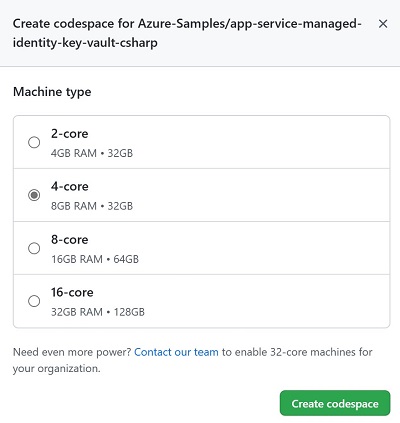 Create codespace for Azure-Samples/app-service-managed-
identity-key-vault-csharp
Machine type
2-core
4GB RAM • 32GB
4-core
8GB RAM • 32GB
8-core
16GB RAM • 64GB
16-core
32GB RAM • 128GB
Need even more power? Contact our team to enable 32-core machines for
your organization.
Create codespace